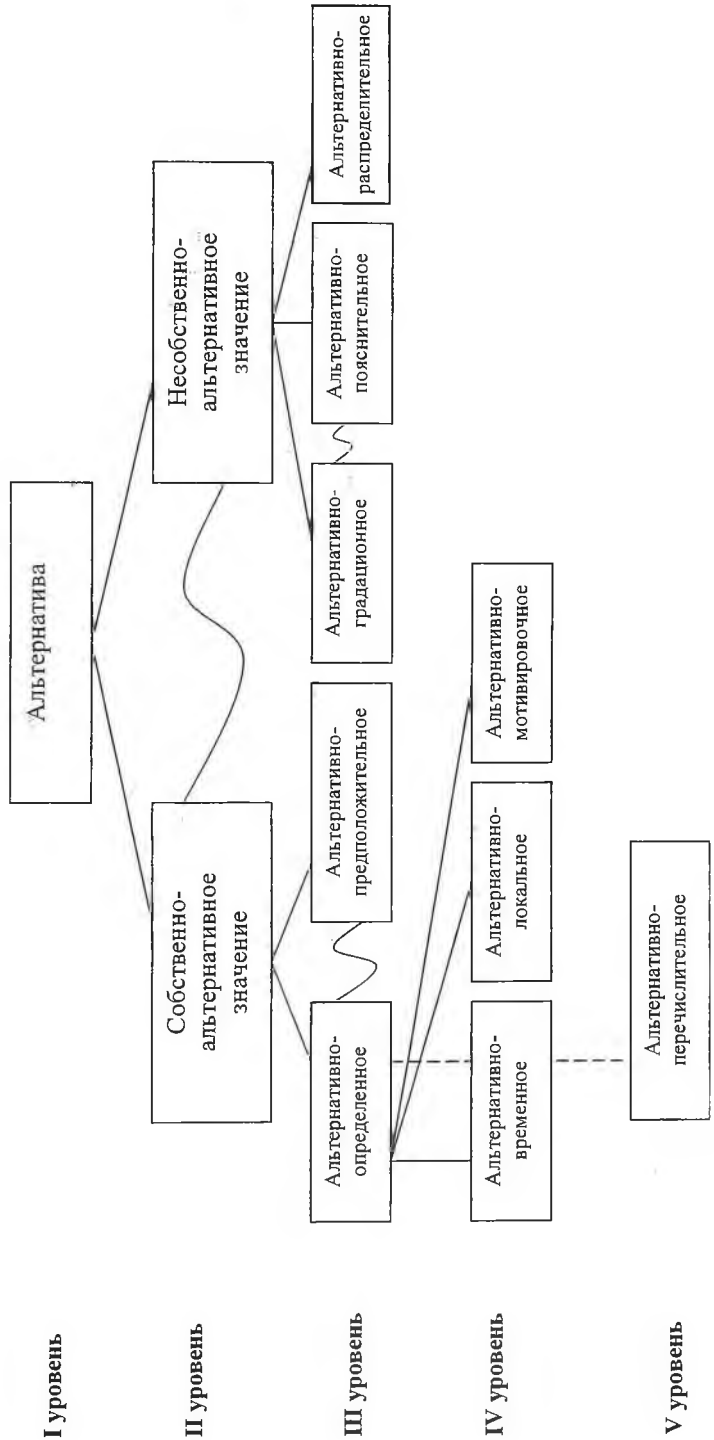 I уровень
Альтернатива
II уровень
Собственно-
альтернативное
значение
Несобственно-
альтернативное
значение
III уровень
Альтернативно-
определенное
Альтернативно-
предположительное
Альтернативно-
градационное
Альтернативно-
пояснительное
Альтернативно-
распределительное
IV уровень
Альтернативно-
временное
Альтернативно-
локальное
Альтернативно-
мотивировочное
V уровень
Альтернативно-
перечислительное